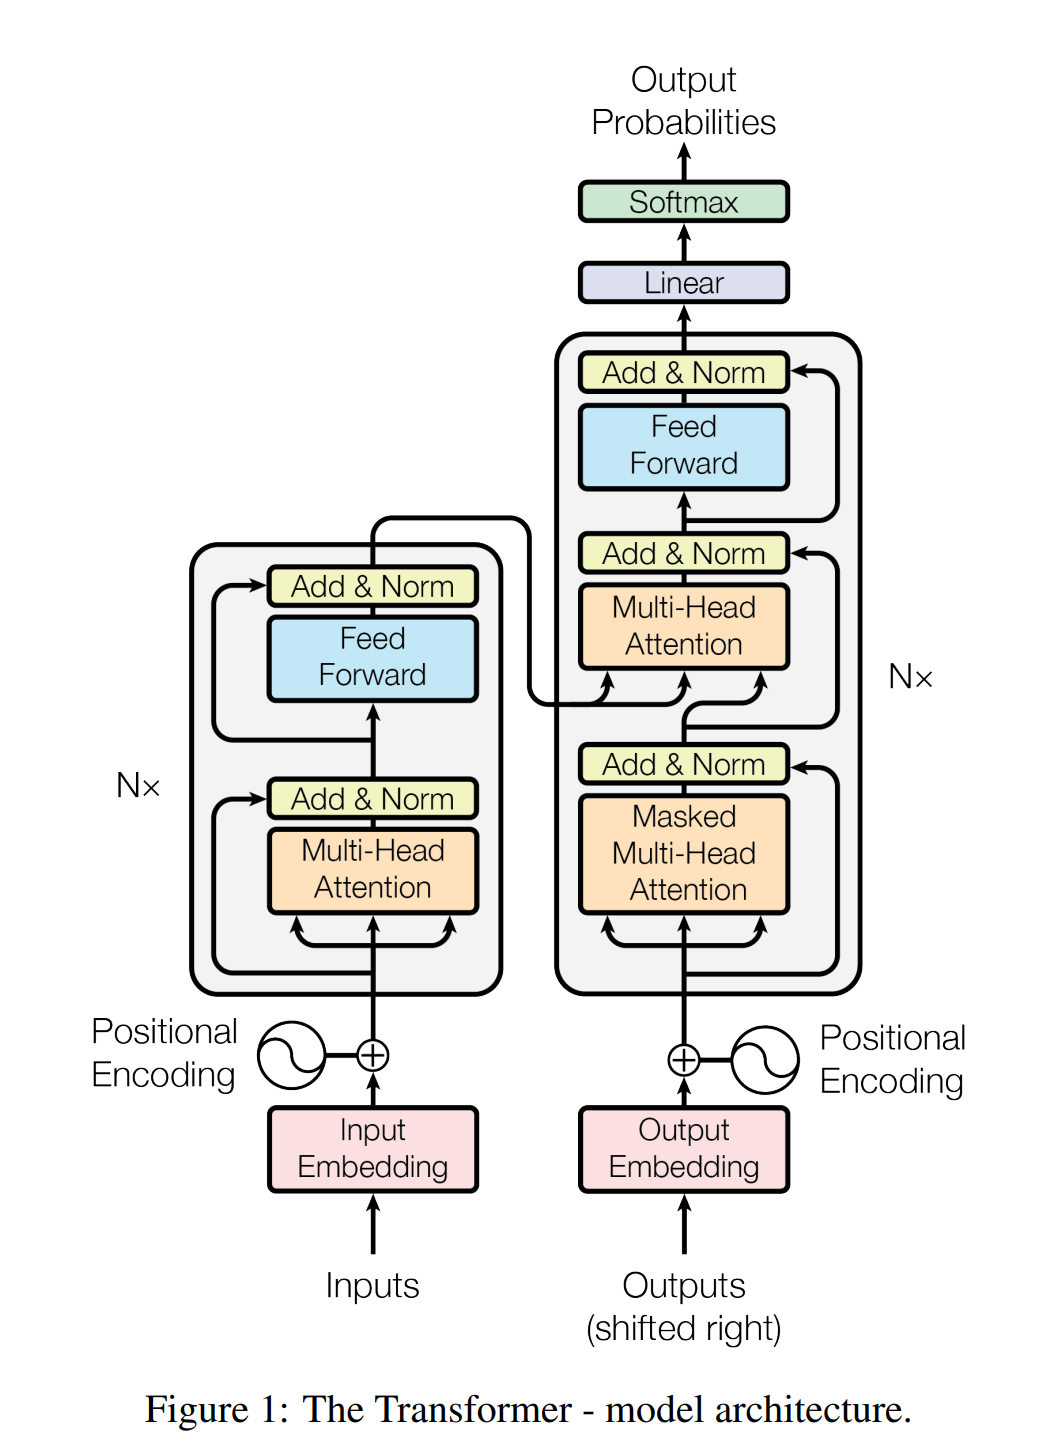 Output
Probabilities
Softmax
Linear
Add & Norm
Feed
Forward
Add & Norm
Multi-Head
Attention
N×
Add & Norm
Masked
Multi-Head
Attention
Add & Norm
Feed
Forward
N×
Add & Norm
Multi-Head
Attention
Positional
Encoding
Positional
Encoding
Input
Embedding
Output
Embedding
Inputs
Outputs
(shifted right)
Figure 1: The Transformer - model architecture.